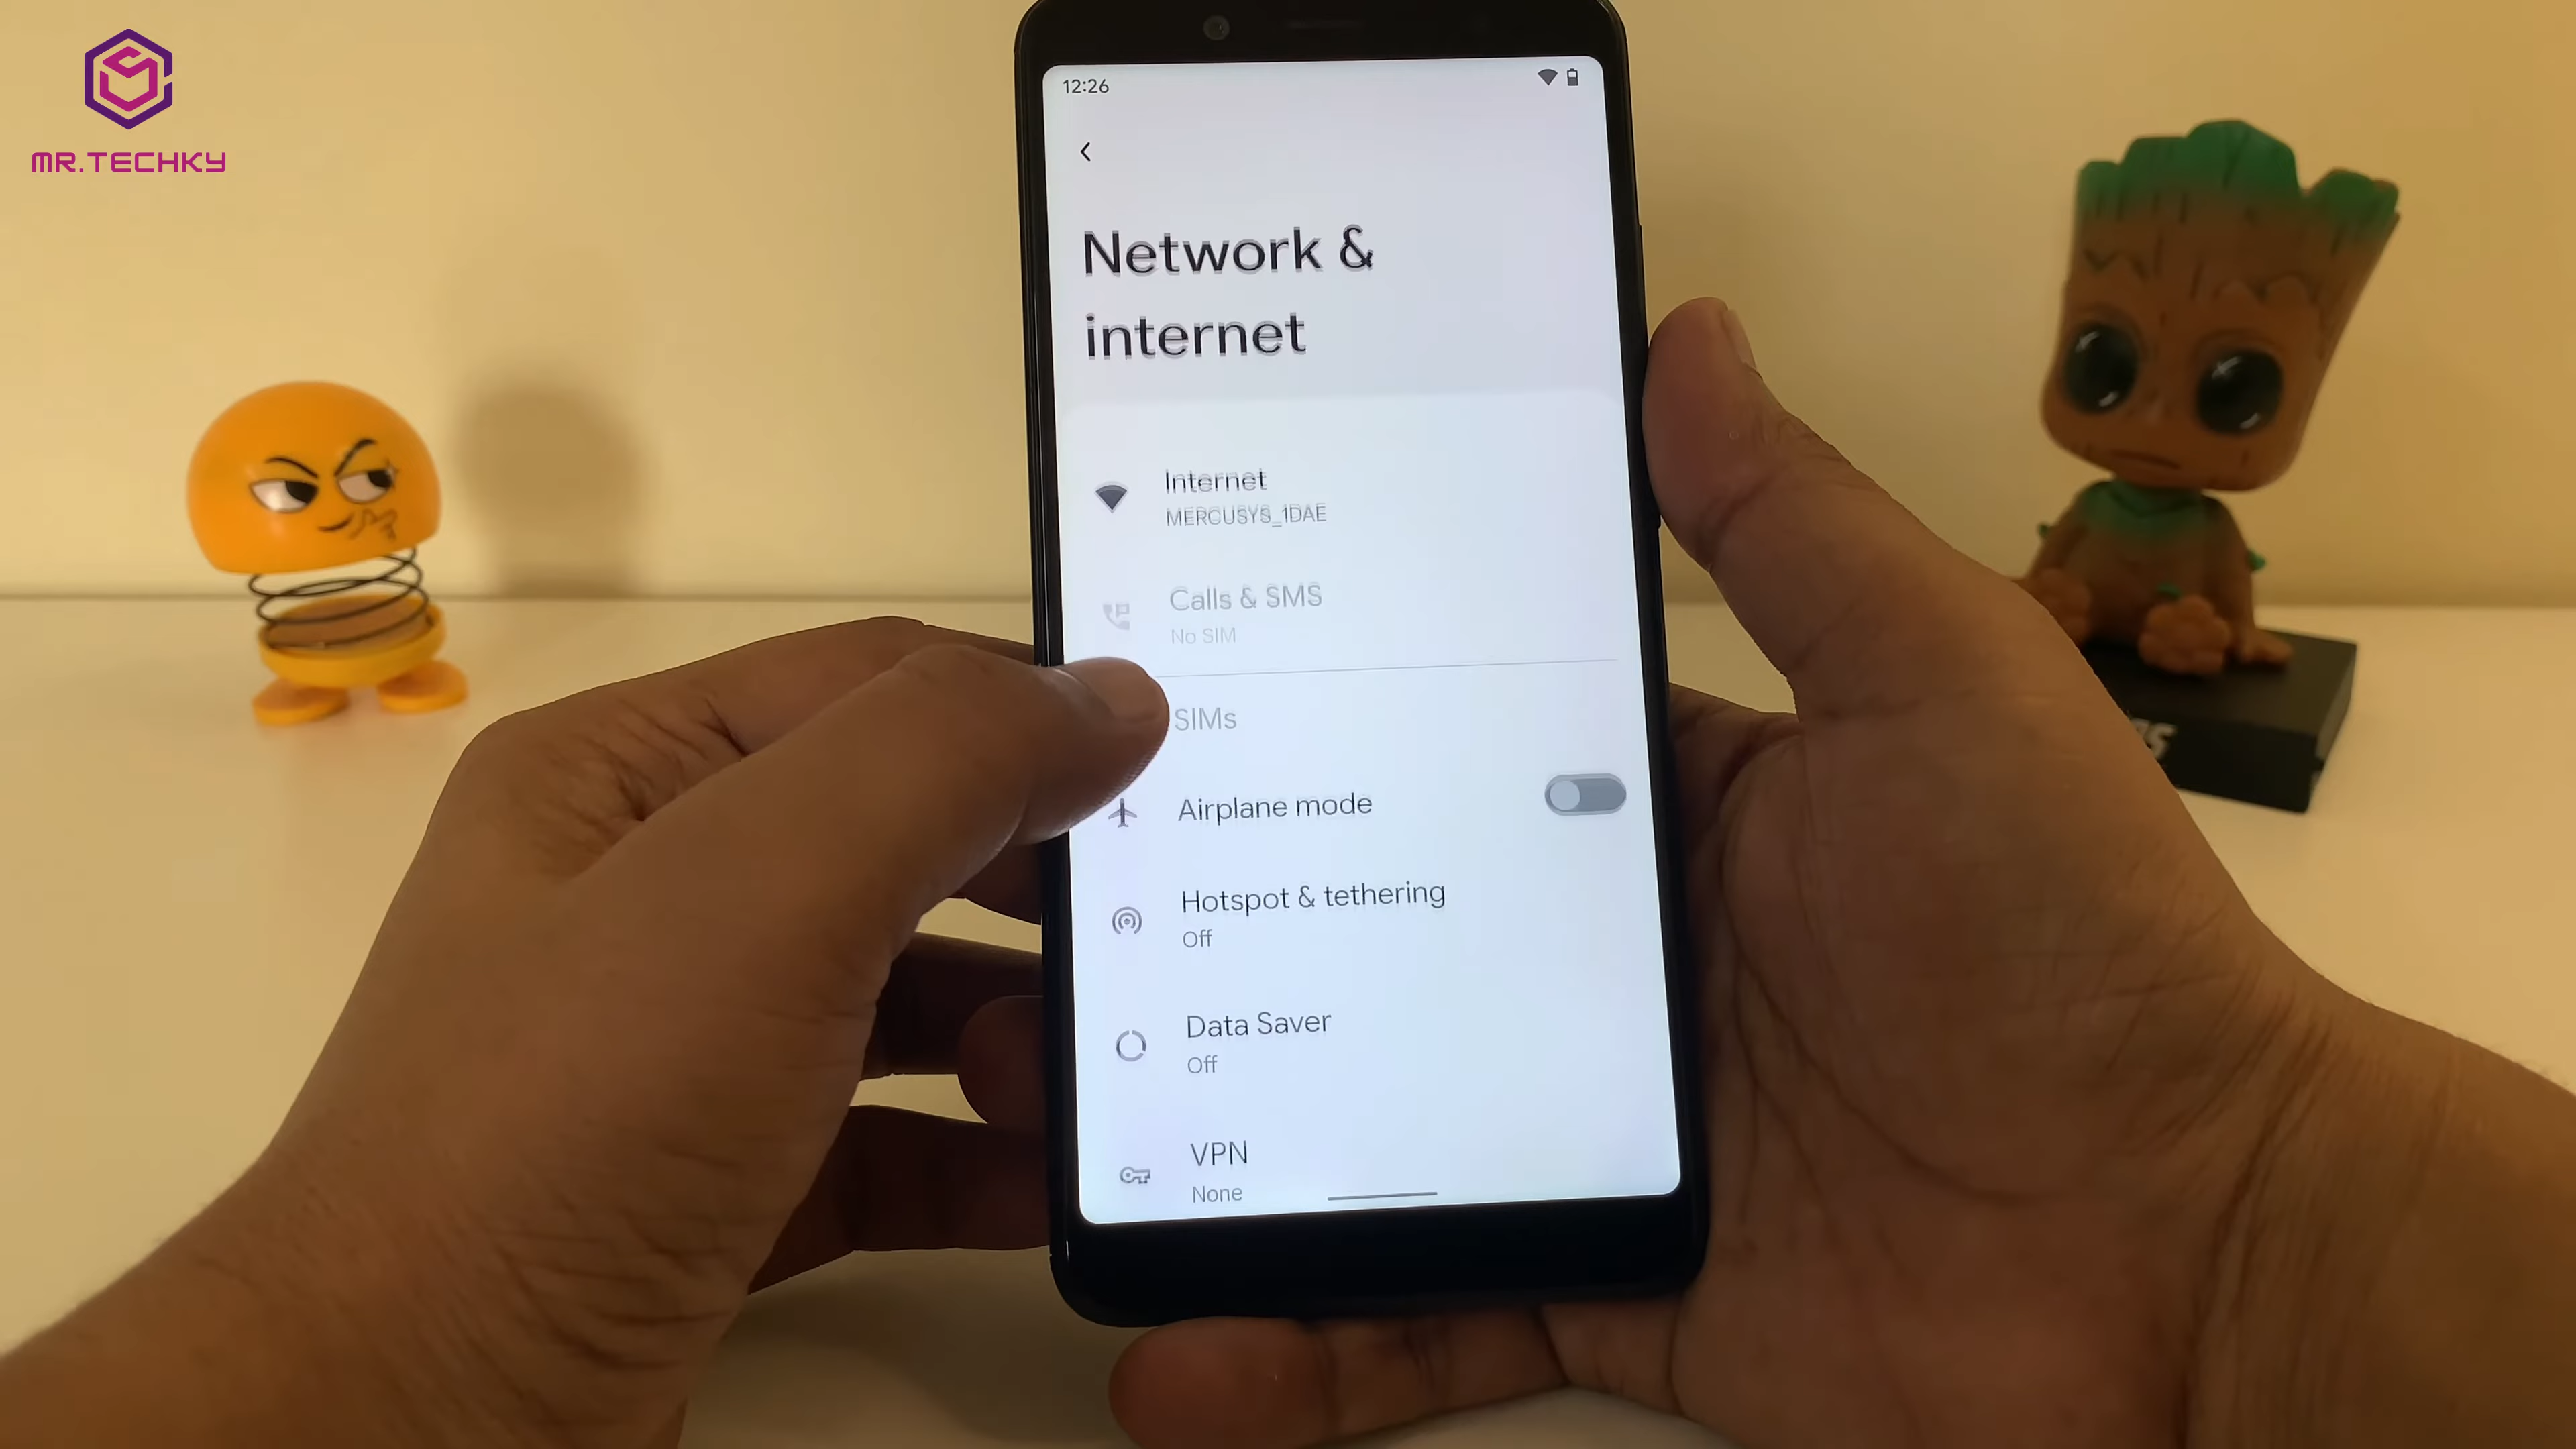 MR.TECHKY
12:26
Network &
internet
Internet
MERCUSYS_1DAE
Calls & SMS
No SIM
SIMs
Airplane mode
Hotspot & tethering
Off
Data Saver
Off
VPN
None